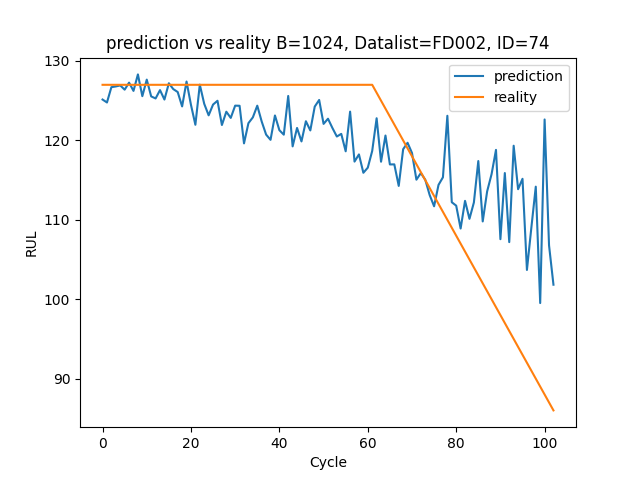 prediction vs reality B=1024, Datalist=FD002, ID=74
prediction
reality
RUL
130
120
110
100
90
0 20 40 60 80 100
Cycle